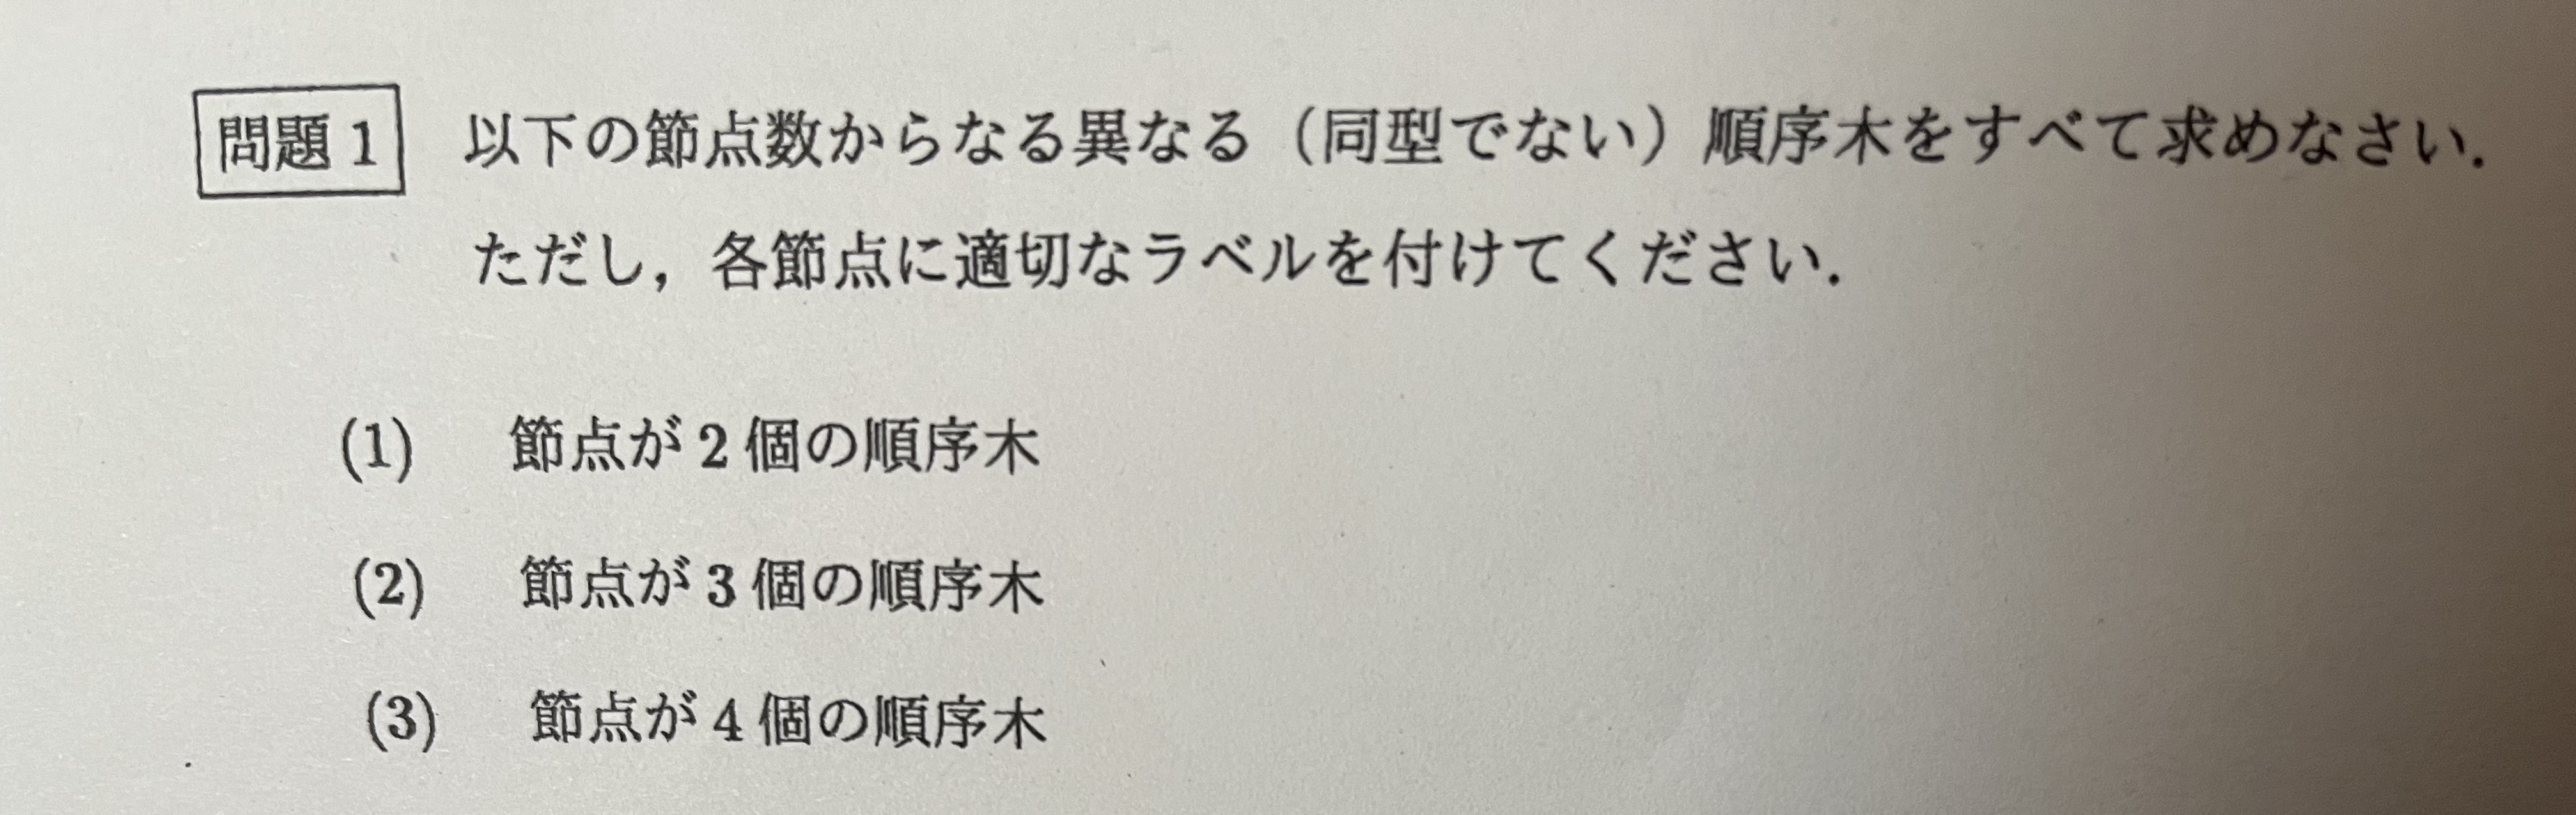 問題1 以下の節点数からなる異なる（同型でない）順序木をすべて求めなさい．
ただし，各節点に適切なラベルを付けてください．
(1) 節点が2個の順序木
(2) 節点が3個の順序木
(3) 節点が4個の順序木